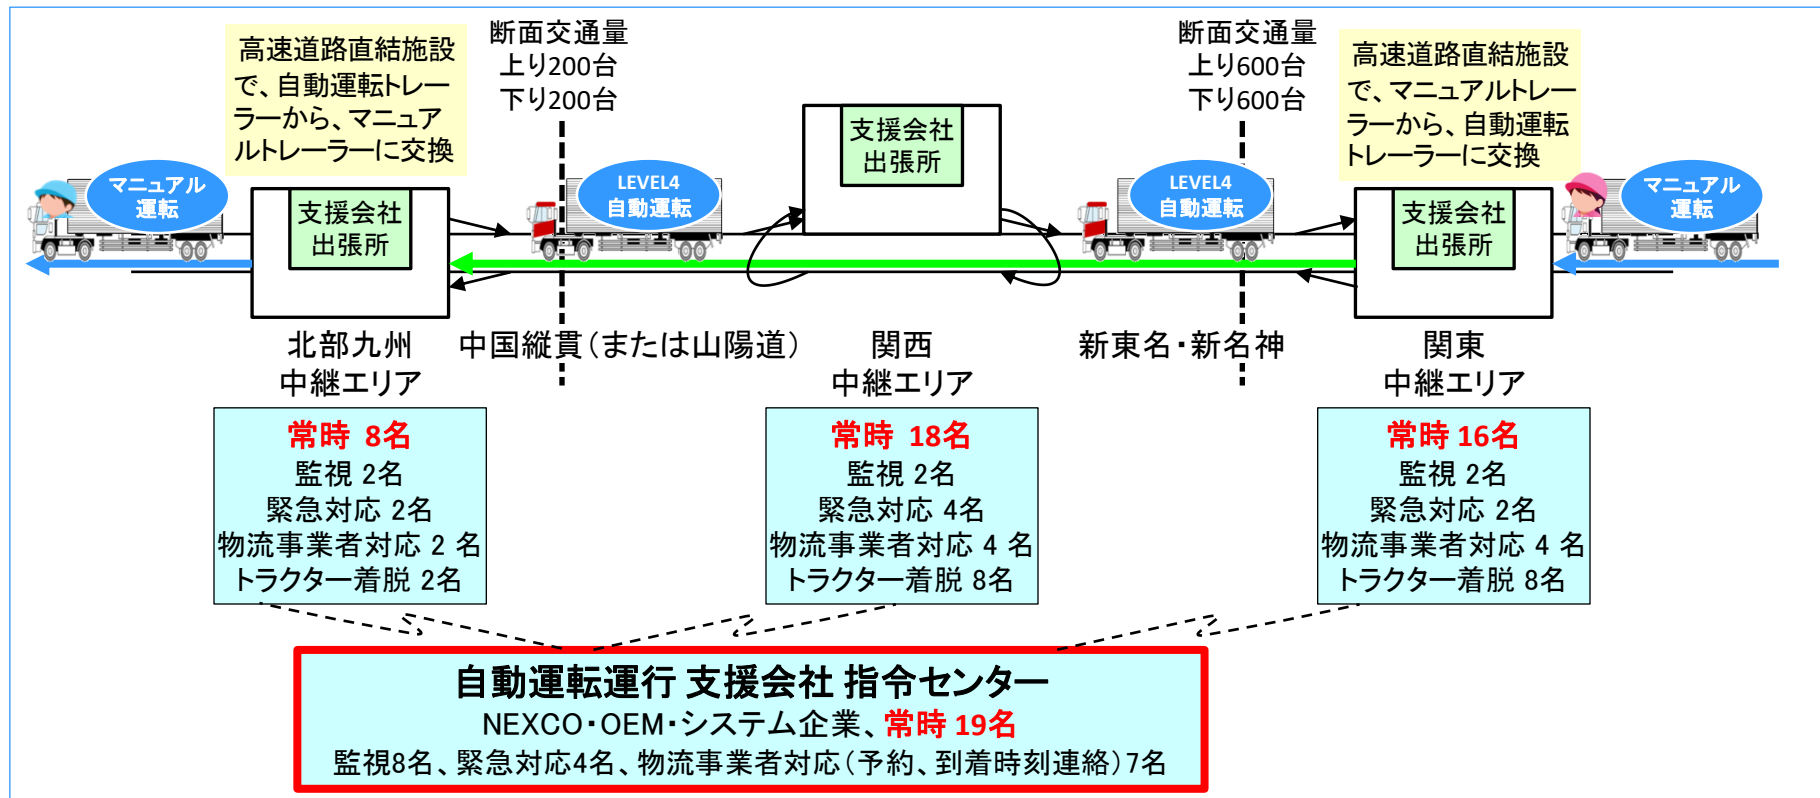 高速道路直結施設
で、自動運転トレー
ラーから、マニュア
ルトレーラーに交換
断面交通量
上り200台
下り200台
断面交通量
上り600台
下り600台
高速道路直結施設
で、マニュアルトレー
ラーから、自動運転
トレーラーに交換
マニュアル
運転
支援会社
出張所
LEVEL4
自動運転
支援会社
出張所
LEVEL4
自動運転
支援会社
出張所
マニュアル
運転
北部九州
中継エリア
中国縦貫(または山陽道)
関西
中継エリア
新東名・新名神
関東
中継エリア
常時 8名
監視 2名
緊急対応 2名
物流事業者対応 2 名
トラクター着脱 2名
常時 18名
監視 2名
緊急対応 4名
物流事業者対応 4 名
トラクター着脱 8名
常時 16名
監視 2名
緊急対応 2名
物流事業者対応 4 名
トラクター着脱 8名
自動運転運行 支援会社 指令センター
NEXCO・OEM・システム企業、常時 19名
監視8名、緊急対応4名、物流事業者対応(予約、到着時刻連絡)7名